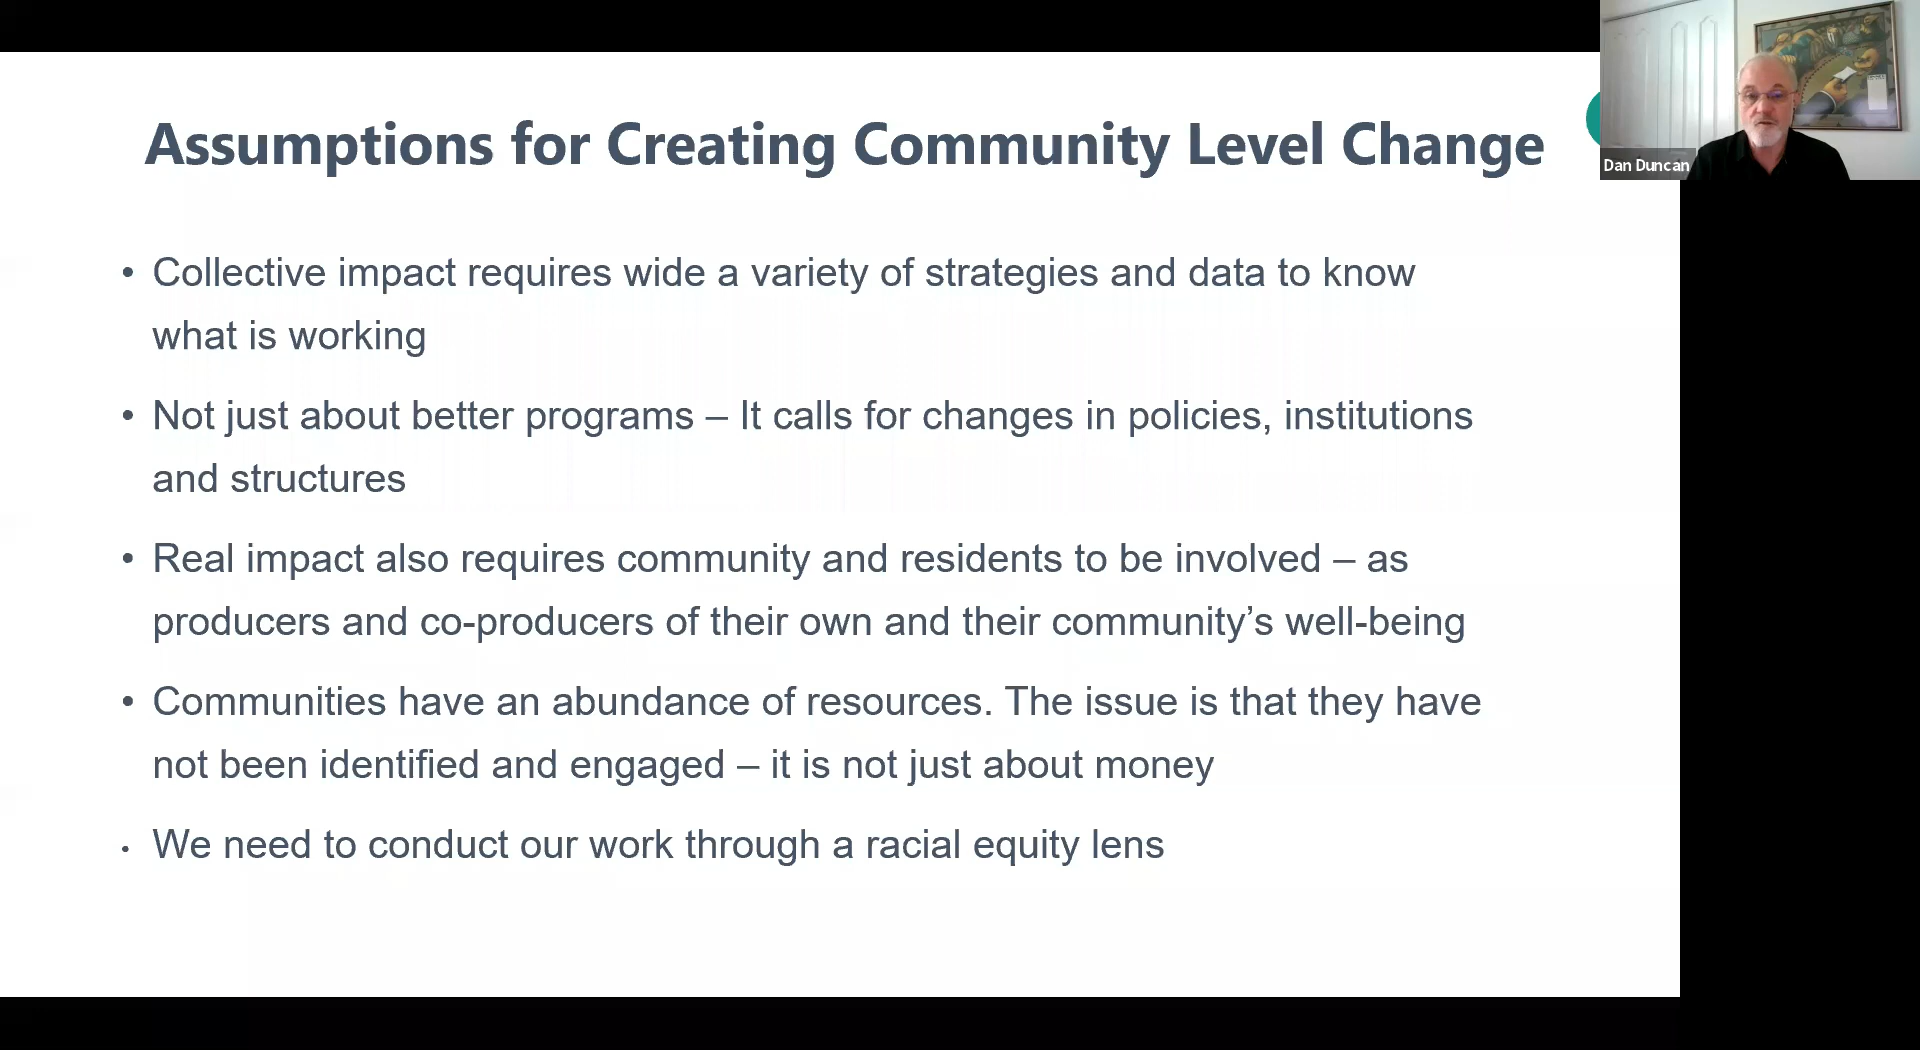 Assumptions for Creating Community Level Change
Dan Duncan
• Collective impact requires wide a variety of strategies and data to know
what is working
• Not just about better programs – It calls for changes in policies, institutions
and structures
• Real impact also requires community and residents to be involved – as
producers and co-producers of their own and their community’s well-being
• Communities have an abundance of resources. The issue is that they have
not been identified and engaged – it is not just about money
• We need to conduct our work through a racial equity lens